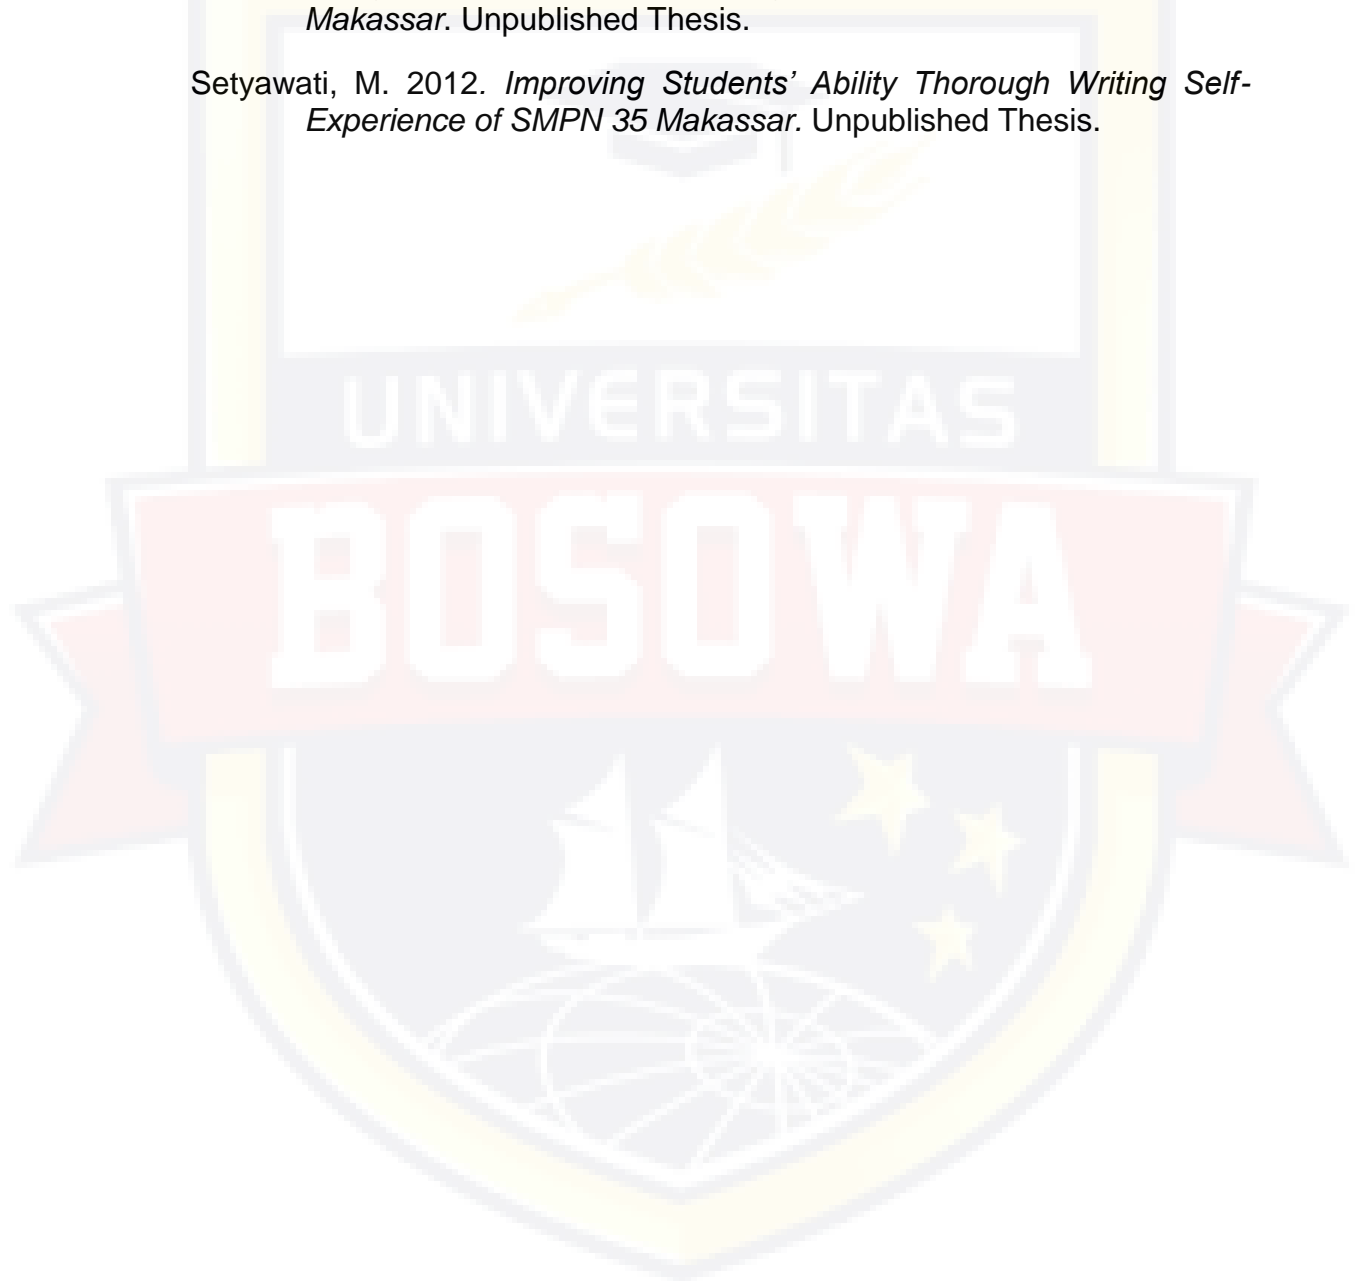 Makassar. Unpublished Thesis.
Setyawati, M. 2012. Improving Students’ Ability Thorough Writing Self-
Experience of SMPN 35 Makassar. Unpublished Thesis.
UNIVERSITAS
BOSOWA